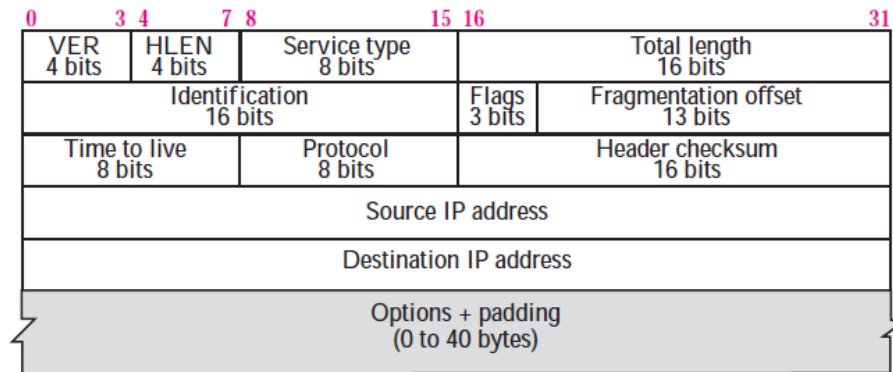 0 3 4 7 8 15 16 31
VER HLEN Service type Total length
4 bits 4 bits 8 bits 16 bits
Identification Flags Fragmentation offset
16 bits 3 bits 13 bits
Time to live Protocol Header checksum
8 bits 8 bits 16 bits
Source IP address
Destination IP address
Options + padding
(0 to 40 bytes)